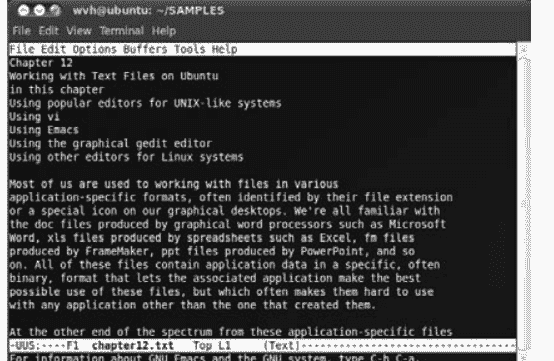 wvh@ubuntu: ~/SAMPLES
File Edit View Terminal Help
File Edit Options Buffers Tools Help
Chapter 12
Working with Text Files on Ubuntu
in this chapter
Using popular editors for UNIX-like systems
Using vi
Using Emacs
Using the graphical gedit editor
Using other editors for Linux systems
Most of us are used to working with files in various
application-specific formats, often identified by their file extension
or a special icon on our graphical desktops. We're all familiar with
the doc files produced by graphical word processors such as Microsoft
Word, xls files produced by spreadsheets such as Excel, fm files
produced by FrameMaker, ppt files produced by PowerPoint, and so
on. All of these files contain application data in a specific, often
binary, format that lets the associated application make the best
possible use of these files, but which often makes them hard to use
with any application other than the one that created them.
At the other end of the spectrum from these application-specific files
-UUS:----F1  chapter12.txt   Top L1     (Text)-----------------------------------
For information about GNU Emacs and the GNU system, type C-h C-a.